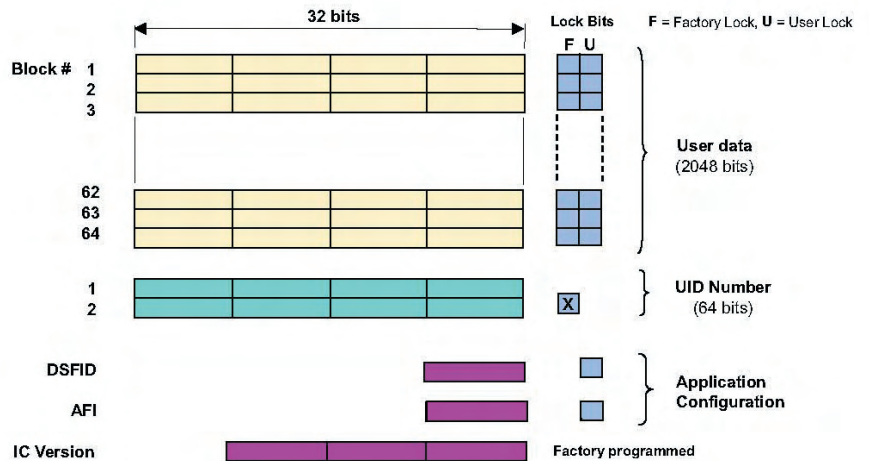 32 bits
Lock Bits
F = Factory Lock, U = User Lock
F U
Block # 1
2
3
User data
(2048 bits)
62
63
64
1
2
X
UID Number
(64 bits)
DSFID
AFI
Application
Configuration
IC Version
Factory programmed